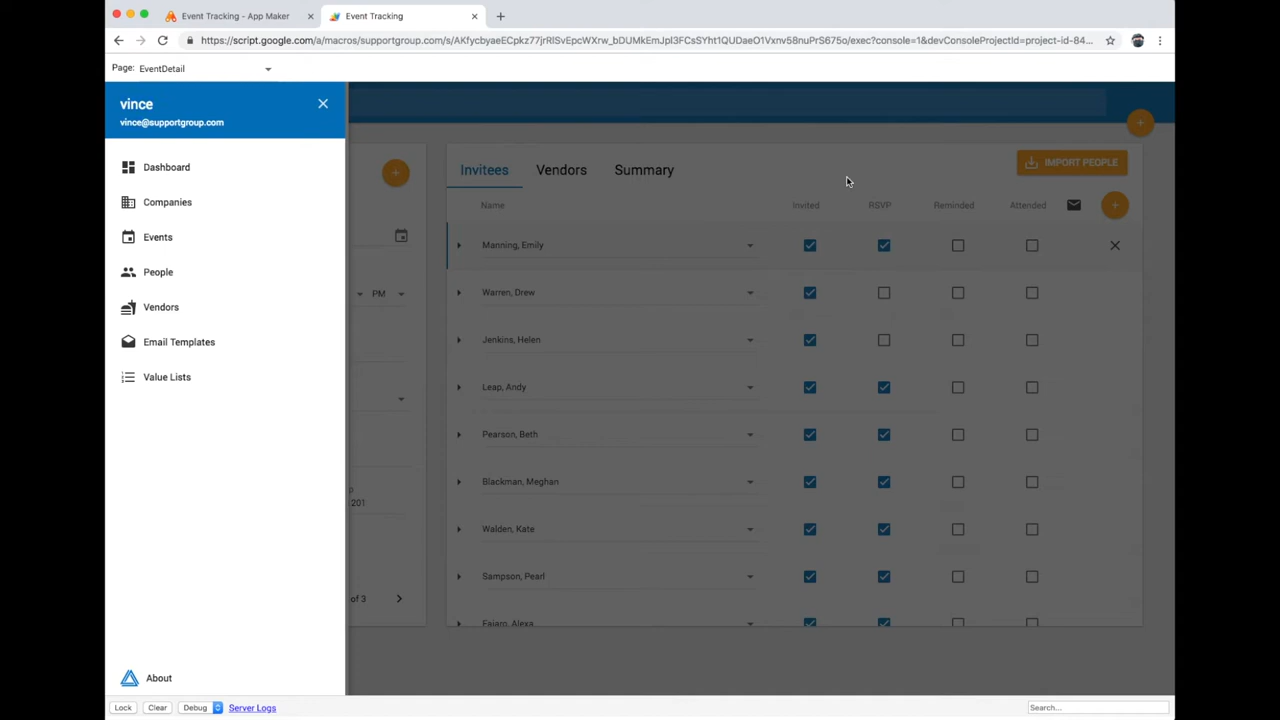 Event Tracking - App Maker
Event Tracking
https://script.google.com/a/macros/supportgroup.com/s/AKfycbyaeECpkz77jrRlSvEpcWXrw_bDUMkEmJpl3FCsSYht1QUDaeO1Vxnv58nuPrS675o/exec?console=1&devConsoleProjectId=project-id-84...
Page: EventDetail
vince
vince@supportgroup.com
Dashboard
Companies
Events
People
Vendors
Email Templates
Value Lists
About
PM
p
201
of 3
Invitees Vendors Summary
IMPORT PEOPLE
Name Invited RSVP Reminded Attended
Manning, Emily
Warren, Drew
Jenkins, Helen
Leap, Andy
Pearson, Beth
Blackman, Meghan
Walden, Kate
Sampson, Pearl
Fajaro, Alexa
Lock Clear Debug Server Logs Search...